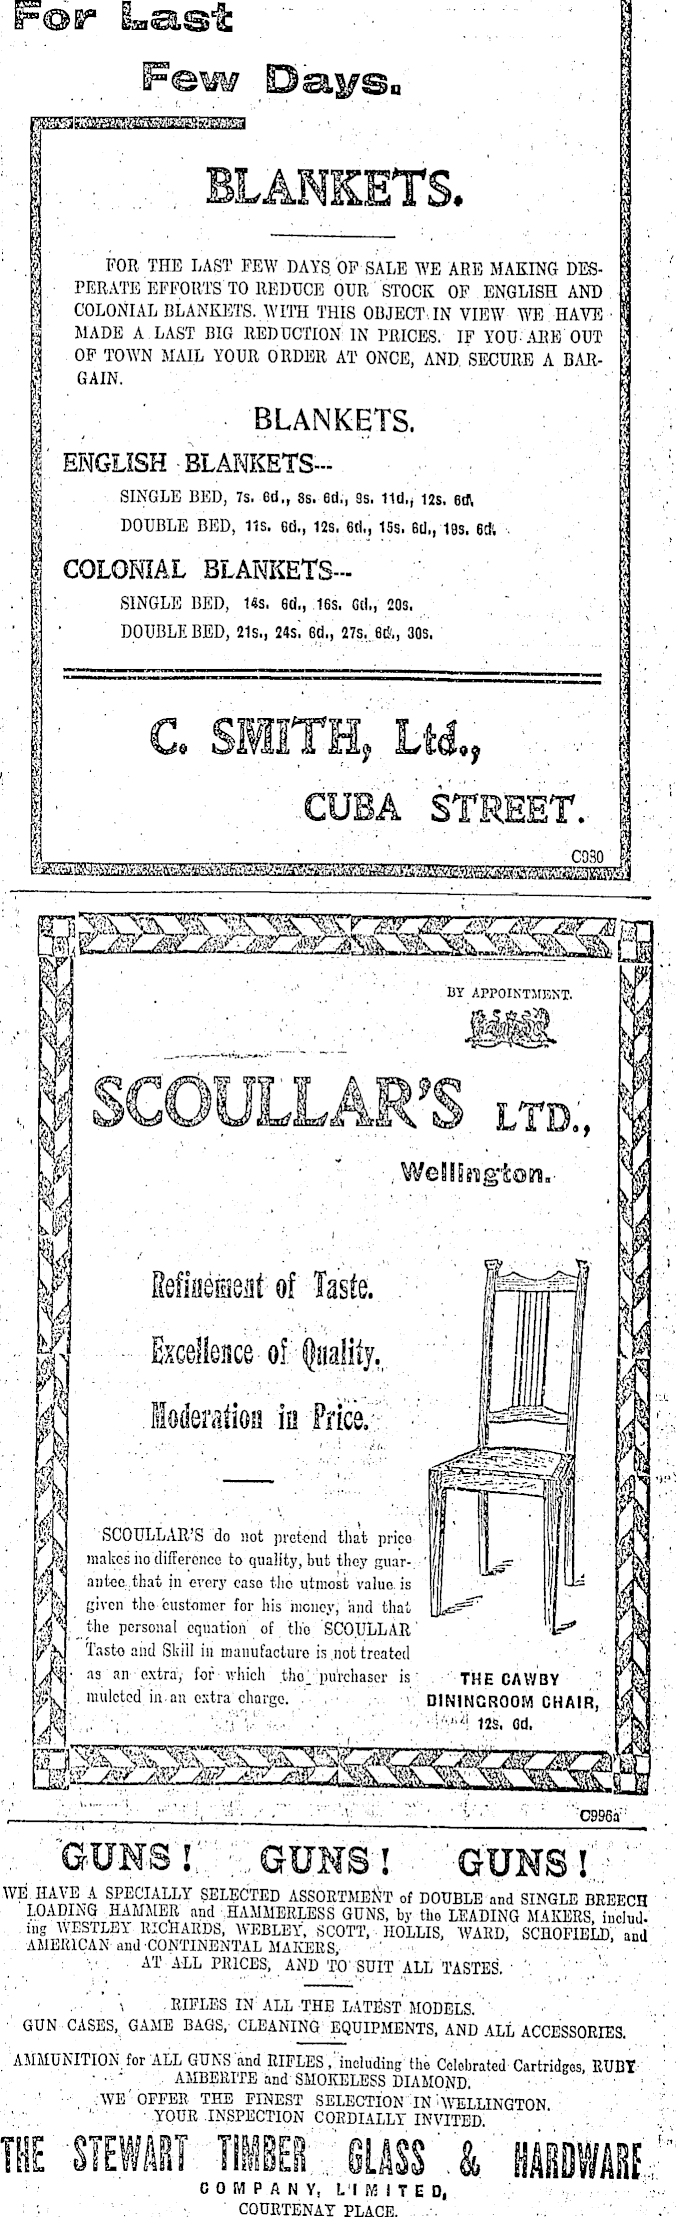 For Last
Few Days.
BLANKETS.
FOR THE LAST FEW DAYS OF SALE WE ARE MAKING DES-
PERATE EFFORTS TO REDUCE OUR STOCK OF ENGLISH AND
COLONIAL BLANKETS. WITH THIS OBJECT IN VIEW WE HAVE
MADE A LAST BIG REDUCTION IN PRICES. IF YOU ARE OUT
OF TOWN MAIL YOUR ORDER AT ONCE, AND SECURE A BAR-
GAIN.
BLANKETS.
ENGLISH BLANKETS---
SINGLE BED, 7s. 6d., 8s. 6d., 9s. 11d., 12s. 6d.
DOUBLE BED, 11s. 6d., 12s. 6d., 15s. 6d., 19s. 6d.
COLONIAL BLANKETS---
SINGLE BED, 14s. 6d., 16s. 6d., 20s.
DOUBLE BED, 21s., 24s. 6d., 27s. 6d., 30s.
C. SMITH, Ltd.,
CUBA STREET.
C980
BY APPOINTMENT.
SCOULLAR'S LTD.,
Wellington.
Refinement of Taste.
Excellence of Quality.
Moderation in Price.
SCOULLAR'S do not pretend that price
makes no difference to quality, but they guar-
antee that in every case the utmost value is
given the customer for his money, and that
the personal equation of the SCOULLAR
Taste and Skill in manufacture is not treated
as an extra, for which the purchaser is
mulcted in an extra charge.
THE CAWBY
DININGROOM CHAIR,
12s. 6d.
C996a
GUNS! GUNS! GUNS!
WE HAVE A SPECIALLY SELECTED ASSORTMENT of DOUBLE and SINGLE BREECH
LOADING HAMMER and HAMMERLESS GUNS, by the LEADING MAKERS, includ-
ing WESTLEY RICHARDS, WEBLEY, SCOTT, HOLLIS, WARD, SCHOFIELD, and
AMERICAN and CONTINENTAL MAKERS,
AT ALL PRICES, AND TO SUIT ALL TASTES.
RIFLES IN ALL THE LATEST MODELS.
GUN CASES, GAME BAGS, CLEANING EQUIPMENTS, AND ALL ACCESSORIES.
AMMUNITION for ALL GUNS and RIFLES, including the Celebrated Cartridges, RUBY
AMBERITE and SMOKELESS DIAMOND.
WE OFFER THE FINEST SELECTION IN WELLINGTON.
YOUR INSPECTION CORDIALLY INVITED.
THE STEWART TIMBER GLASS & HARDWARE
COMPANY, LIMITED,
COURTENAY PLACE.